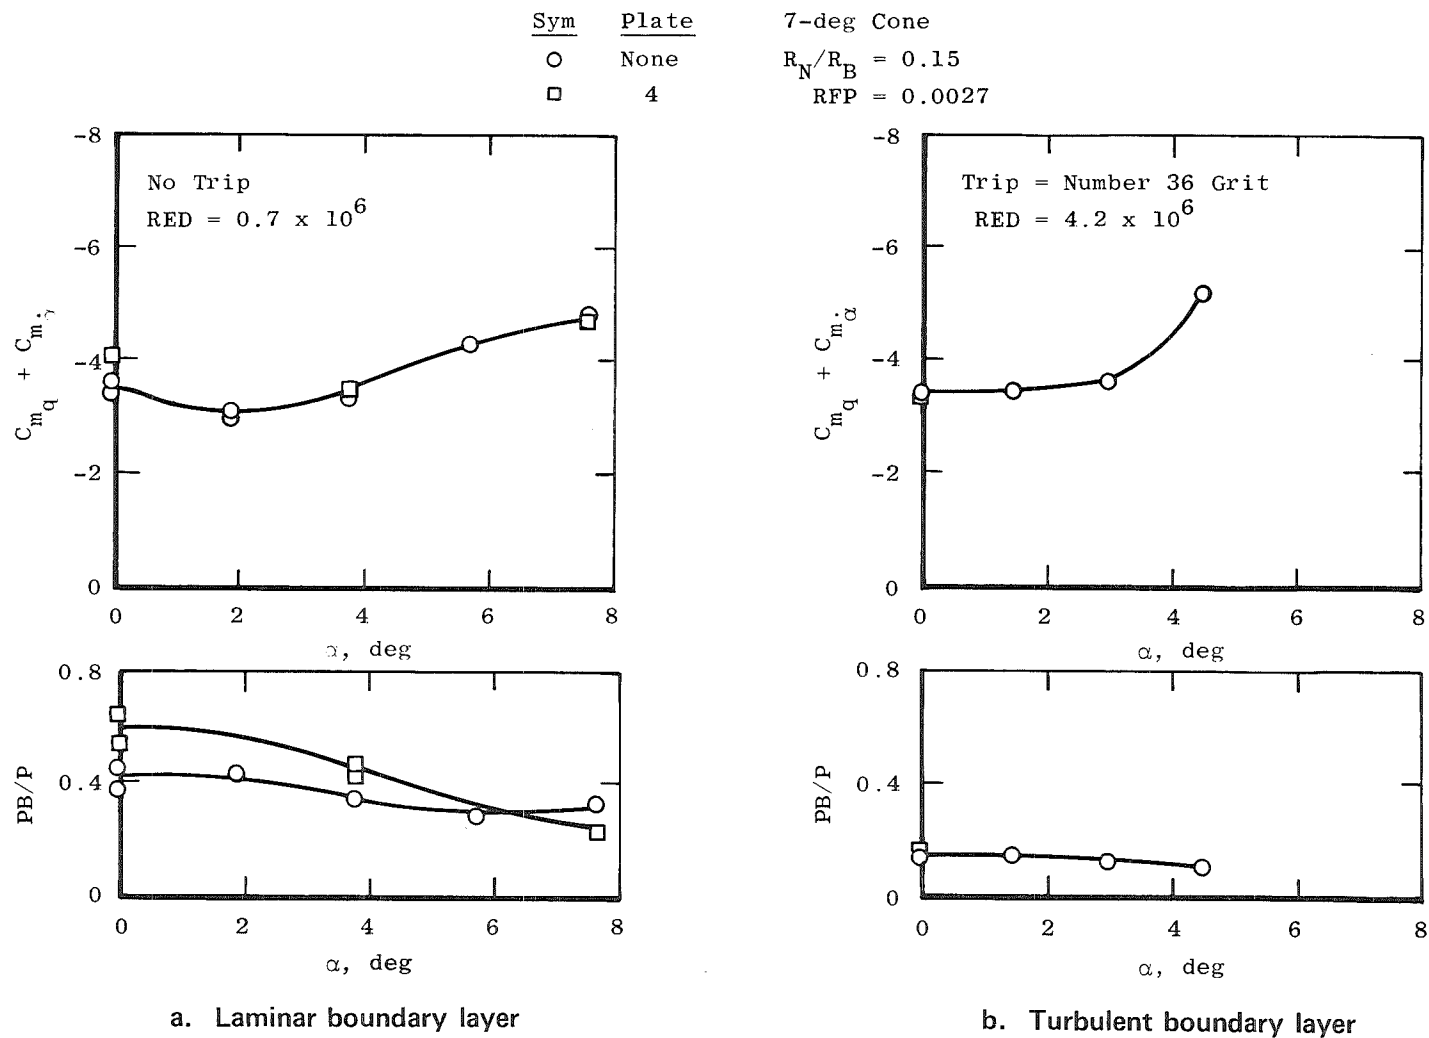 Sym Plate 7-deg Cone
None R_N/R_B = 0.15
4 RFP = 0.0027
-8
-6
-4
-2
0
No Trip
RED = 0.7 x 10^6
C_m_q + C_m
0 2 4 6 8
α, deg
-8
-6
-4
-2
0
Trip = Number 36 Grit
RED = 4.2 x 10^6
C_m_q + C_m_α̇
0 2 4 6 8
α, deg
0.8
0.4
0
PB/P
0 2 4 6 8
α, deg
0.8
0.4
0
PB/P
0 2 4 6 8
α, deg
a. Laminar boundary layer
b. Turbulent boundary layer